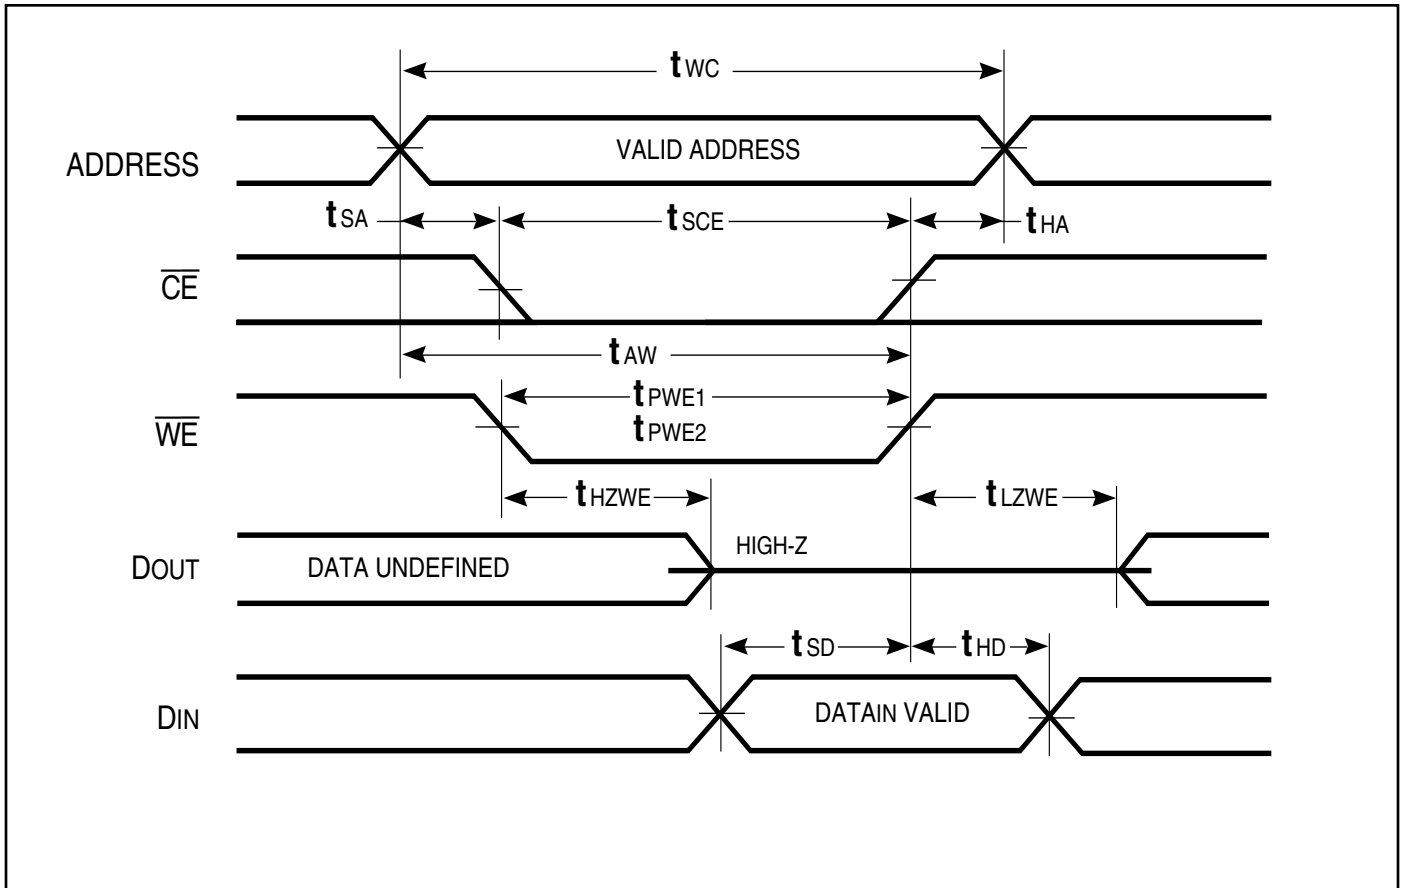 tWC
ADDRESS
VALID ADDRESS
tSA
tSCE
tHA
CE
tAW
tPWE1
WE
tPWE2
tHZWE
tLZWE
DOUT
DATA UNDEFINED
HIGH-Z
tSD
tHD
DIN
DATAIN VALID